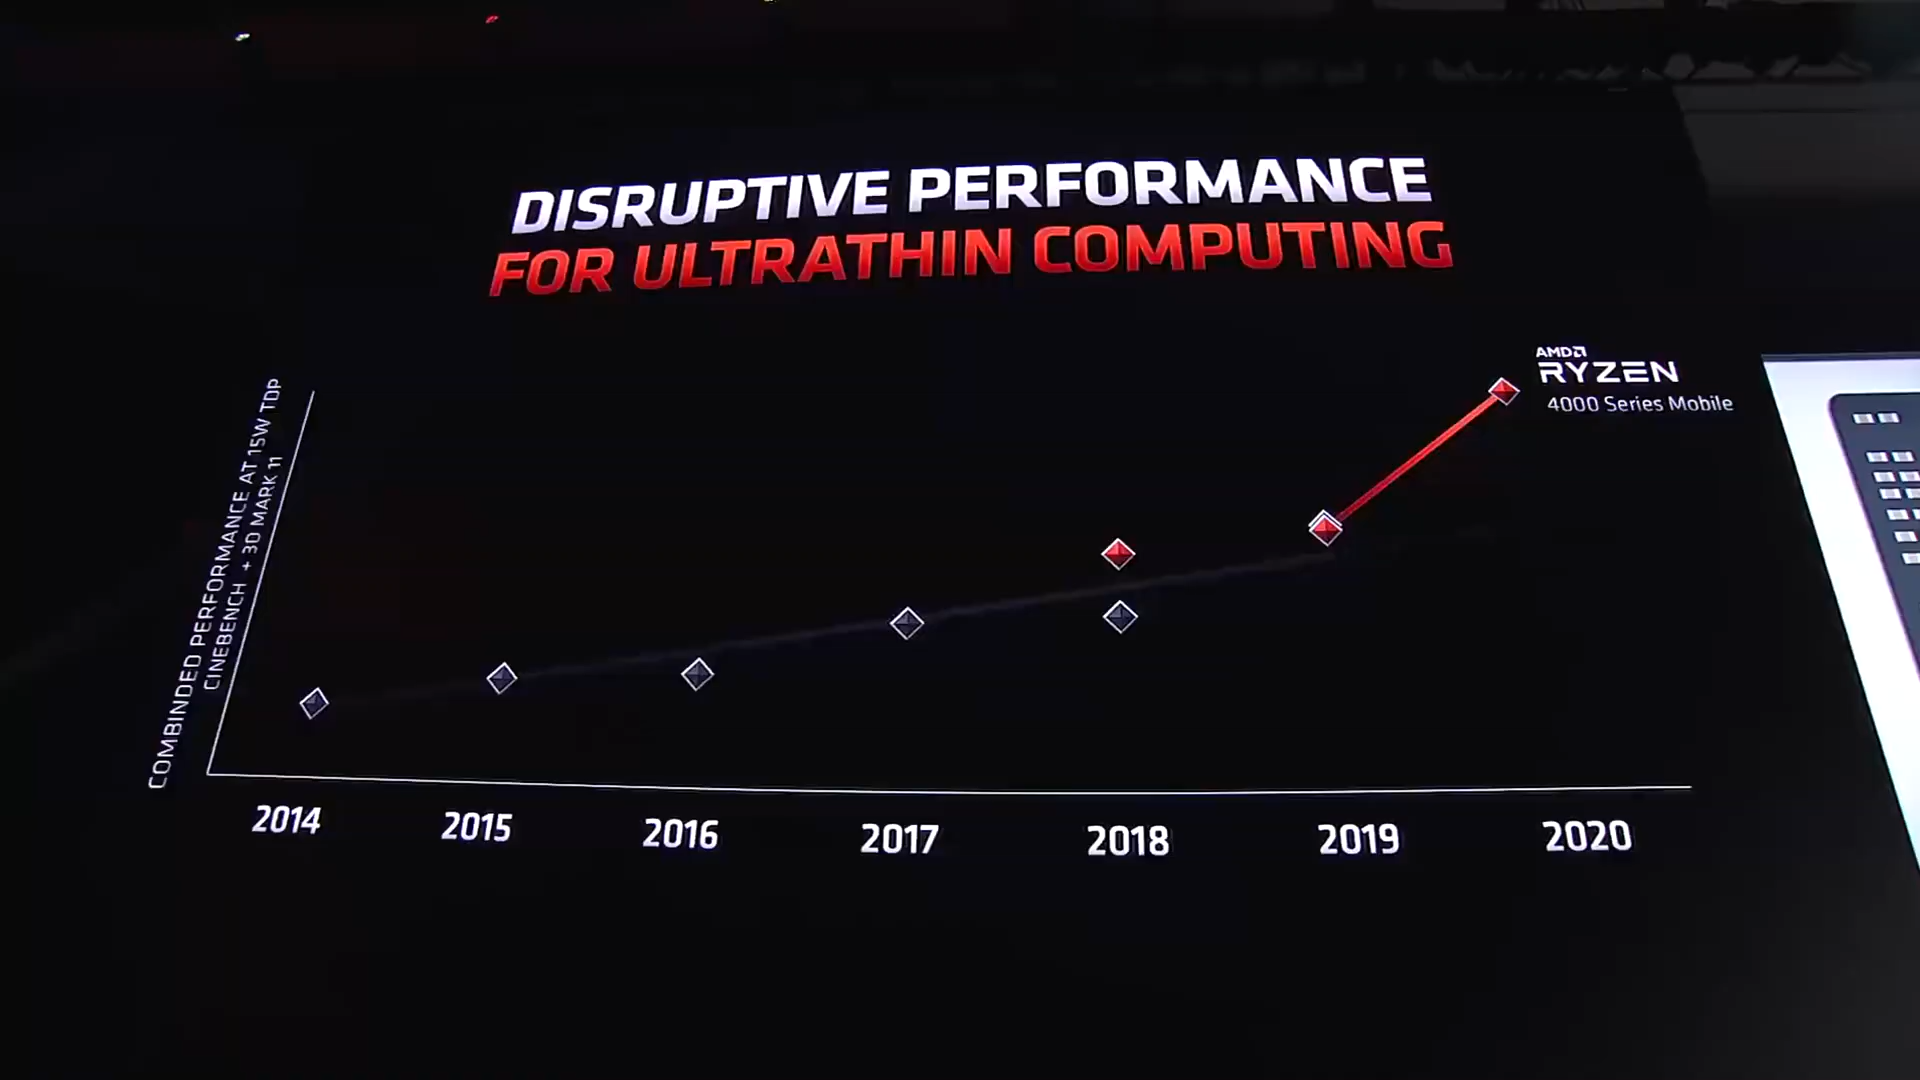 DISRUPTIVE PERFORMANCE
FOR ULTRATHIN COMPUTING
AMD
RYZEN
4000 Series Mobile
COMBINDED PERFORMANCE AT 15W TDP
CINEBENCH + 3D MARK 11
2014 2015 2016 2017 2018 2019 2020